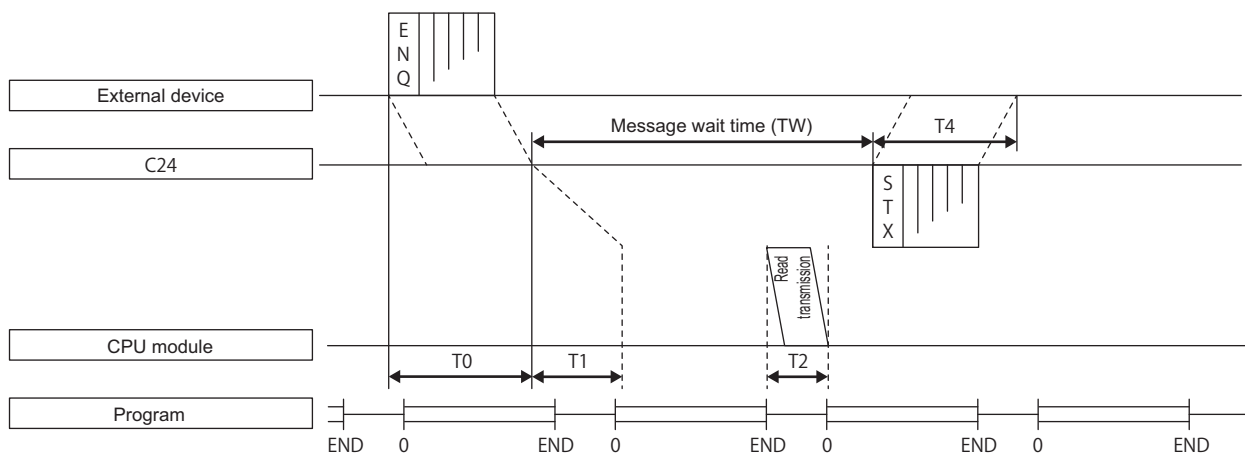 E
N
Q
External device
Message wait time (TW)
T4
C24
S
T
X
Read
transmission
CPU module
T0
T1
T2
Program
END
0
END
0
END
0
END
0
END